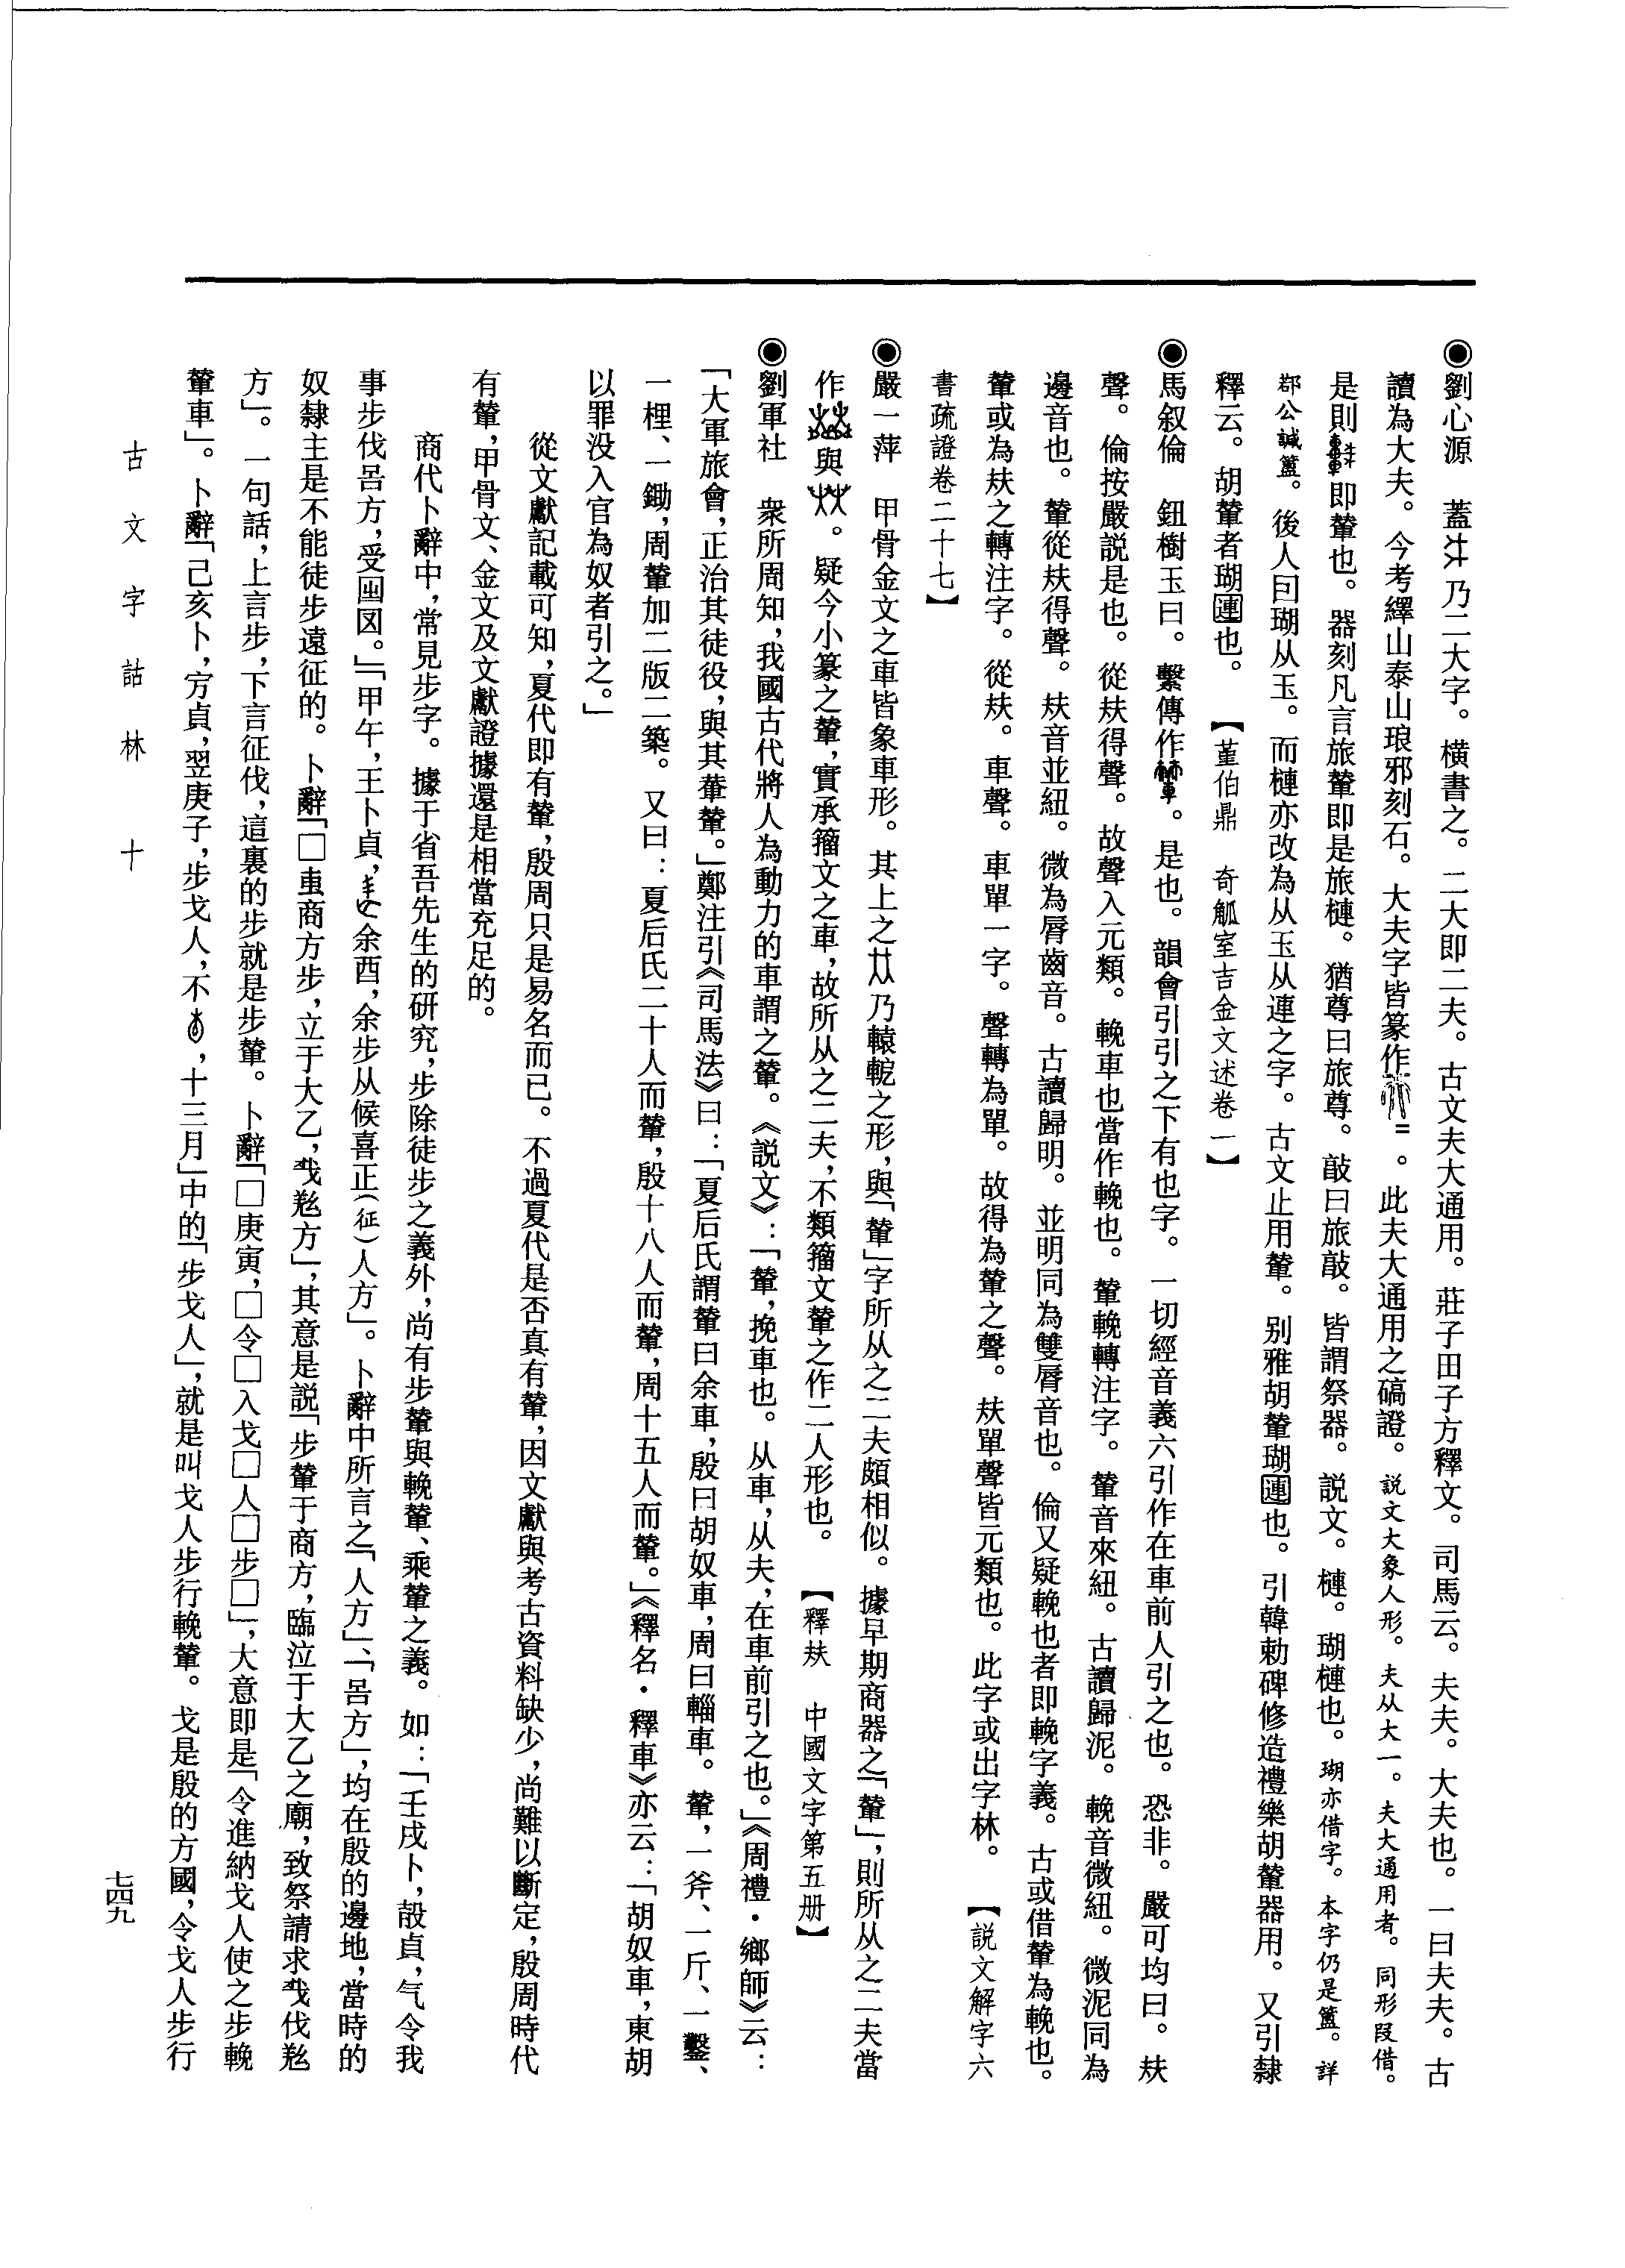 ◉劉心源　蓋乃二大字。橫書之。二大即二夫。古文夫大通用。莊子田子方釋文。司馬云。夫夫。大夫也。一曰夫夫。古
讀為大夫。今考繹山泰山琅邪刻石。大夫字皆篆作＝。此夫大通用之碻證。説文大象人形。夫从大一。夫大通用者。同形叚借。
是則即輦也。器刻凡言旅輦即是旅槤。猶尊曰旅尊。敲曰旅敲。皆謂祭器。説文。槤。瑚槤也。瑚亦借字。本字仍是簠。詳
鄀公諴簠。後人目瑚从玉。而槤亦改為从玉从連之字。古文止用輦。别雅胡輦瑚璉也。引韓勑碑修造禮樂胡輦器用。又引隸
釋云。胡輦者瑚璉也。【董伯鼎　奇觚室吉金文述卷一】
◉馬叙倫　鈕樹玉曰。繫傳作。是也。韻會引引之下有也字。一切經音義六引作在車前人引之也。恐非。嚴可均曰。㚘
聲。倫按嚴説是也。從㚘得聲。故聲入元類。輓車也當作輓也。輦輓轉注字。輦音來紐。古讀歸泥。輓音微紐。微泥同為
邊音也。輦從㚘得聲。㚘音並紐。微為脣齒音。古讀歸明。並明同為雙脣音也。倫又疑輓也者即輓字義。古或借輦為輓也。
輦或為㚘之轉注字。從㚘。車聲。車單一字。聲轉為單。故得為輦之聲。㚘單聲皆元類也。此字或出字林。【説文解字六
書疏證卷二十七】
◉嚴一萍　甲骨金文之車皆象車形。其上之乃轅軶之形，與「輦」字所从之二夫頗相似。據早期商器之「輦」，則所从之二夫當
作與。疑今小篆之輦，實承籀文之車，故所从之二夫，不類籀文輦之作二人形也。【釋㚘　中國文字第五册】
◉劉軍社　衆所周知，我國古代將人為動力的車謂之輦。《説文》：「輦，挽車也。从車，从夫，在車前引之也。」《周禮·鄉師》云：
「大軍旅會，正治其徒役，與其輂輦。」鄭注引《司馬法》曰：「夏后氏謂輦曰余車，殷曰胡奴車，周曰輜車。輦，一斧、一斤、一鑿、
一梩、一鋤，周輦加二版二築。又曰：夏后氏二十人而輦，殷十八人而輦，周十五人而輦。」《釋名·釋車》亦云：「胡奴車，東胡
以罪没入官為奴者引之。」
從文獻記載可知，夏代即有輦，殷周只是易名而已。不過夏代是否真有輦，因文獻與考古資料缺少，尚難以斷定，殷周時代
有輦，甲骨文、金文及文獻證據還是相當充足的。
商代卜辭中，常見步字。據于省吾先生的研究，步除徒步之義外，尚有步輦與輓輦、乘輦之義。如：「壬戌卜，㱿貞，气令我
事步伐呂方，受。」「甲午，王卜貞，余酉，余步从候喜正（征）人方」。卜辭中所言之「人方」、「呂方」，均在殷的邊地，當時的
奴隸主是不能徒步遠征的。卜辭「□商方步，立于大乙，方」，其意是説「步輦于商方，臨泣于大乙之廟，致祭請求伐
方」。一句話，上言步，下言征伐，這裏的步就是步輦。卜辭「□庚寅，□令□入戈□人□步□」，大意即是「令進納戈人使之步輓
輦車」。卜辭「己亥卜，方貞，翌庚子，步戈人，不，十三月」中的「步戈人」，就是叫戈人步行輓輦。戈是殷的方國，令戈人步行
古文字詁林　十
七四九